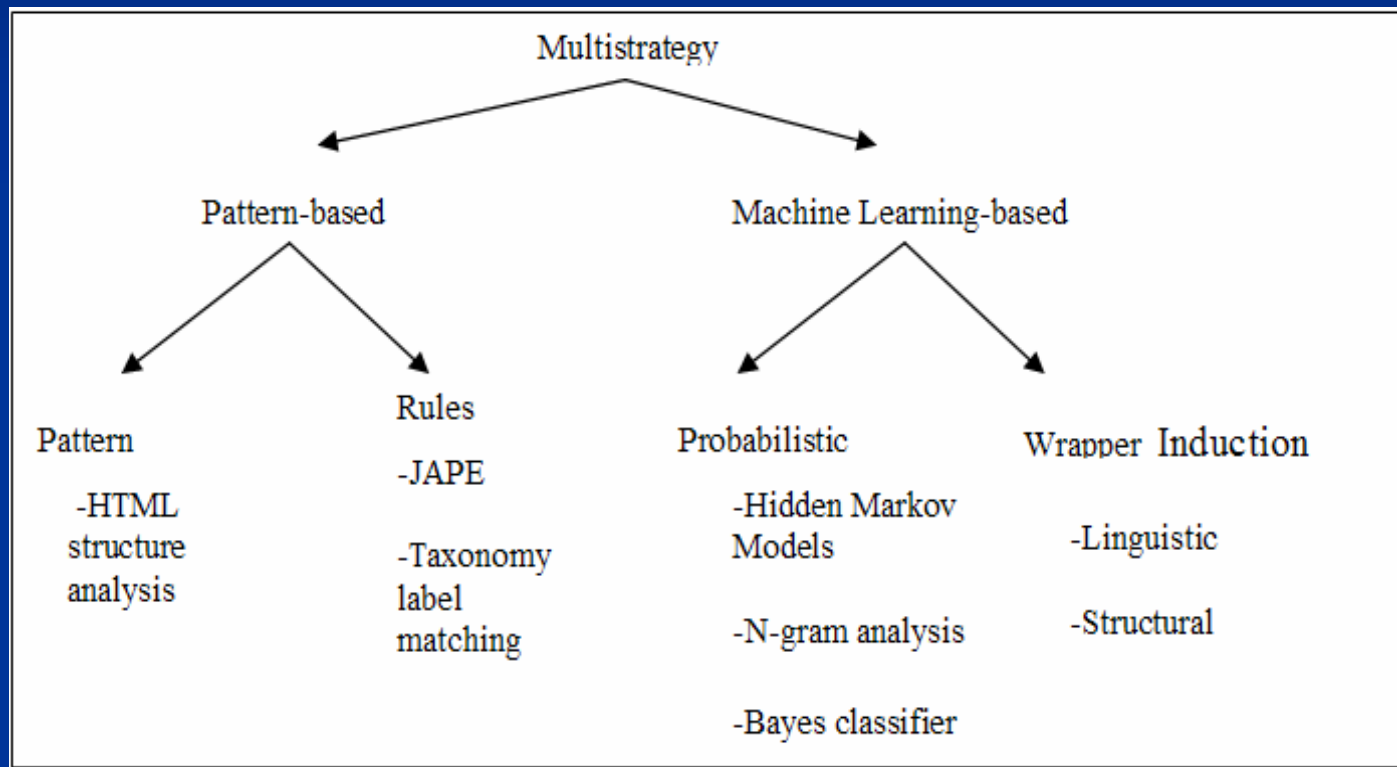 Multistrategy
Pattern-based
Machine Learning-based
Pattern
-HTML
structure
analysis
Rules
-JAPE
-Taxonomy
label
matching
Probabilistic
-Hidden Markov
Models
-N-gram analysis
-Bayes classifier
Wrapper Induction
-Linguistic
-Structural